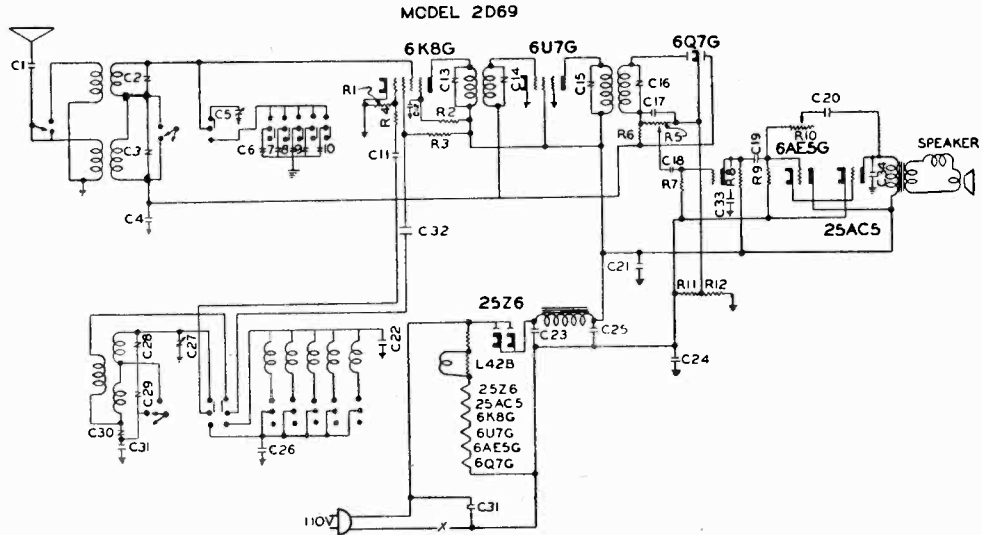 MODEL 2D69
6K8G
6U7G
6Q7G
C1
C2
C3
C4
C5
C6
7
8
9
10
R1
R4
C11
R2
R3
C13
C14
C15
C16
C17
R6
R5
C18
R7
C33
R8
C19
R9
R10
C20
6AE5G
C34
SPEAKER
25AC5
C32
C21
R11
R12
25Z6
C23
C25
C24
L42B
25Z6
25AC5
6K8G
6U7G
6AE5G
6Q7G
C28
C27
C29
C30
C31
C22
C26
C31
110V
X